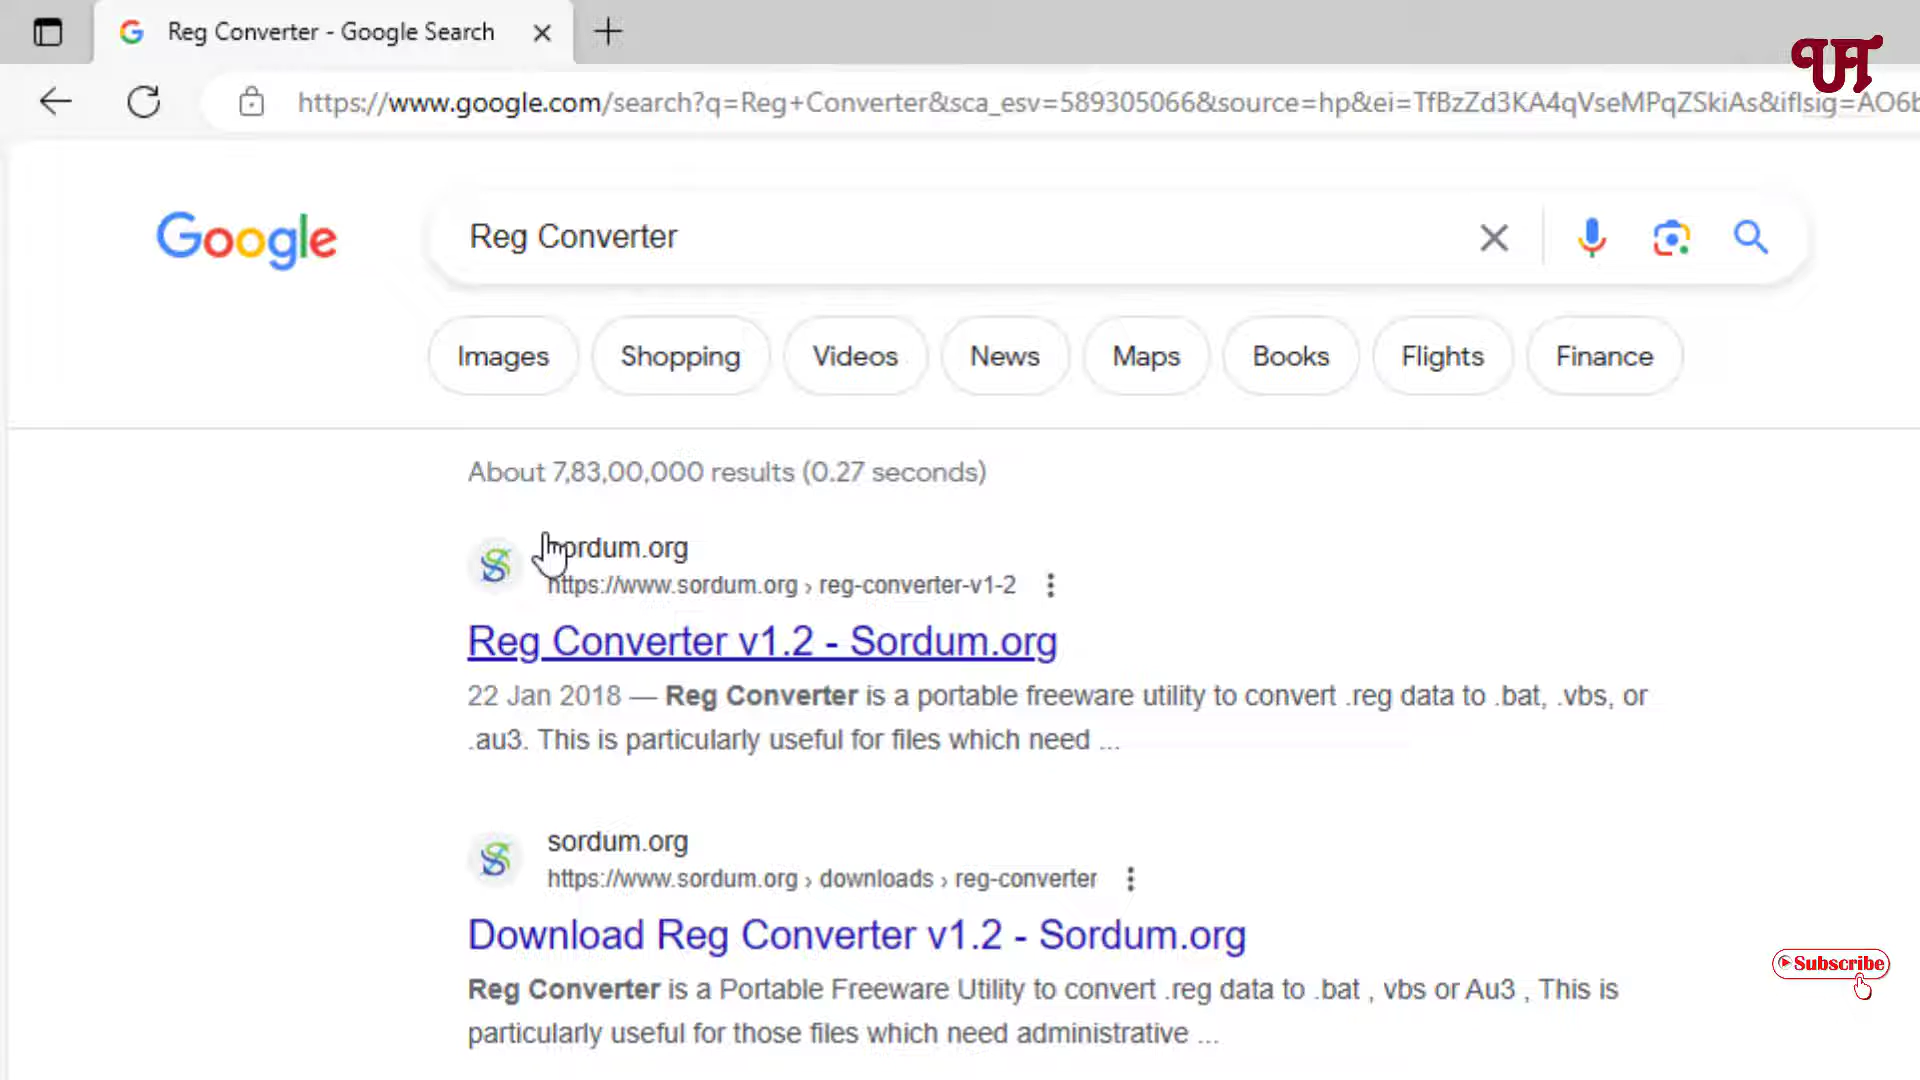 Reg Converter - Google Search
https://www.google.com/search?q=Reg+Converter&sca_esv=589305066&source=hp&ei=TfBzZd3KA4qVseMPqZSkiAs&iflsig=AO6b
UT
Google
Reg Converter
Images Shopping Videos News Maps Books Flights Finance
About 7,83,00,000 results (0.27 seconds)
sordum.org
https://www.sordum.org › reg-converter-v1-2
Reg Converter v1.2 - Sordum.org
22 Jan 2018 — Reg Converter is a portable freeware utility to convert .reg data to .bat, .vbs, or
.au3. This is particularly useful for files which need ...
sordum.org
https://www.sordum.org › downloads › reg-converter
Download Reg Converter v1.2 - Sordum.org
Reg Converter is a Portable Freeware Utility to convert .reg data to .bat , vbs or Au3 , This is
particularly useful for those files which need administrative ...
Subscribe